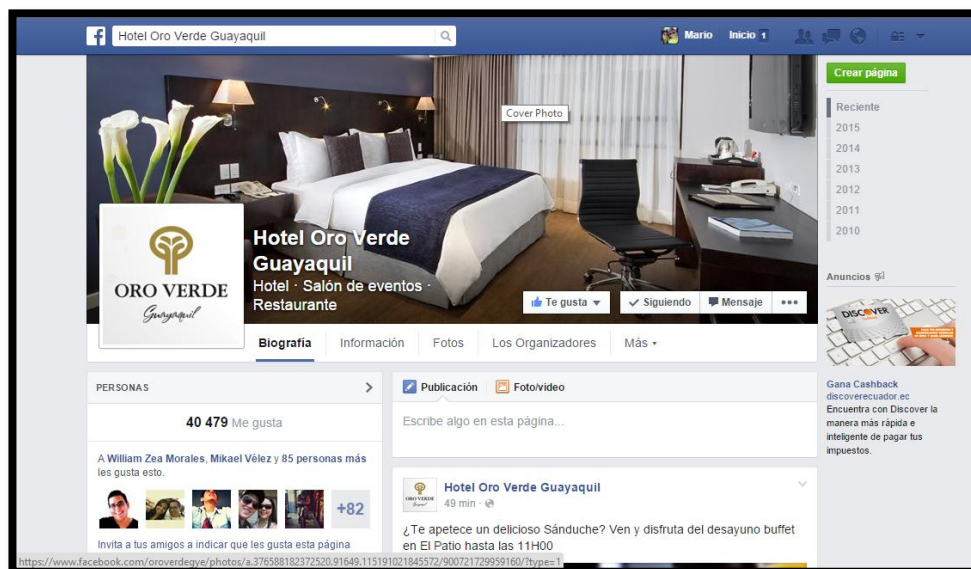 Hotel Oro Verde Guayaquil
Mario
Inicio 1
Crear página
Reciente
2015
2014
2013
2012
2011
2010
Cover Photo
ORO VERDE
Guayaquil
Hotel Oro Verde
Guayaquil
Hotel · Salón de eventos ·
Restaurante
Te gusta
Siguiendo
Mensaje
Biografía
Información
Fotos
Los Organizadores
Más
Anuncios
DISCOVER
Gana Cashback
discoverecuador.ec
Encuentra con Discover la
manera más rápida e
inteligente de pagar tus
impuestos.
PERSONAS
40 479 Me gusta
A William Zea Morales, Mikael Vélez y 85 personas más
les gusta esto.
+82
Invita a tus amigos a indicar que les gusta esta página
Publicación
Foto/video
Escribe algo en esta página...
ORO VERDE
Hotel Oro Verde Guayaquil
49 min
¿Te apetece un delicioso Sánduche? Ven y disfruta del desayuno buffet
en El Patio hasta las 11H00
https://www.facebook.com/oroverdegye/photos/a.376588182372520.91649.115191021845572/900721729959160/?type=1